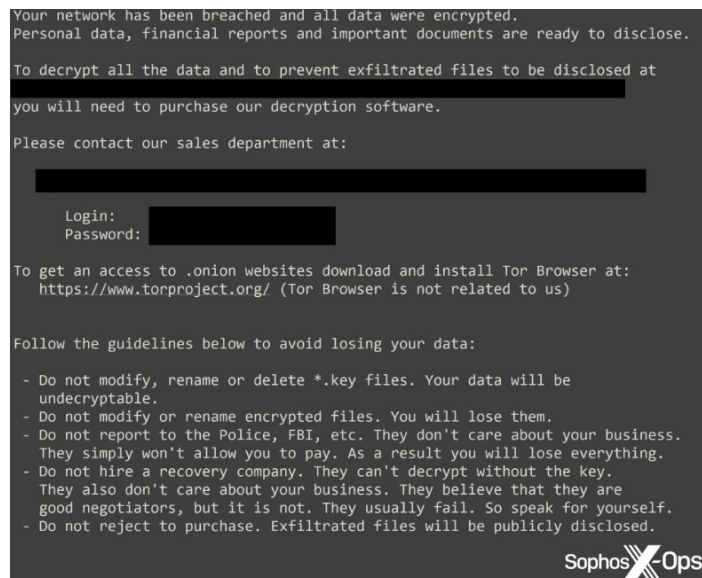 Your network has been breached and all data were encrypted.
Personal data, financial reports and important documents are ready to disclose.
To decrypt all the data and to prevent exfiltrated files to be disclosed at
you will need to purchase our decryption software.
Please contact our sales department at:
Login:
Password:
To get an access to .onion websites download and install Tor Browser at:
https://www.torproject.org/ (Tor Browser is not related to us)
Follow the guidelines below to avoid losing your data:
- Do not modify, rename or delete *.key files. Your data will be
undecryptable.
- Do not modify or rename encrypted files. You will lose them.
- Do not report to the Police, FBI, etc. They don't care about your business.
They simply won't allow you to pay. As a result you will lose everything.
- Do not hire a recovery company. They can't decrypt without the key.
They also don't care about your business. They believe that they are
good negotiators, but it is not. They usually fail. So speak for yourself.
- Do not reject to purchase. Exfiltrated files will be publicly disclosed.
Sophos X-Ops